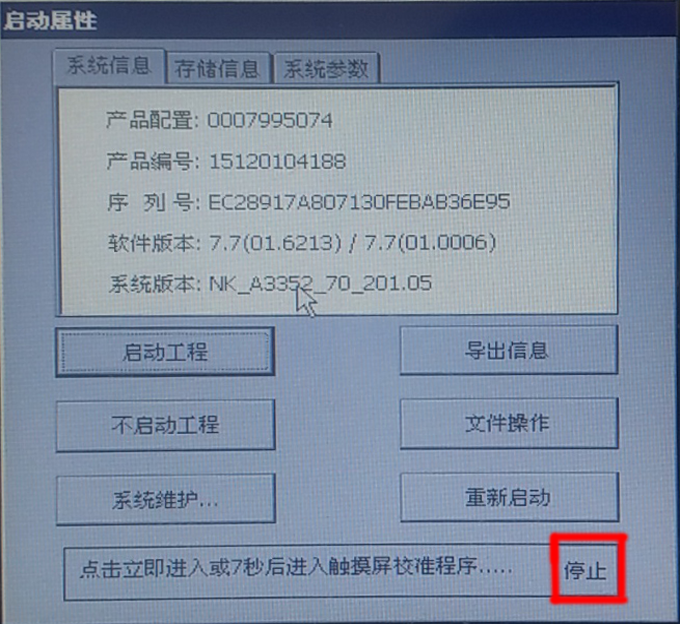 启动属性
系统信息 存储信息 系统参数
产品配置: 0007995074
产品编号: 15120104188
序 列 号: EC28917A807130FEBAB36E95
软件版本: 7.7(01.6213) / 7.7(01.0006)
系统版本: NK_A3352_70_201.05
启动工程 导出信息
不启动工程 文件操作
系统维护... 重新启动
点击立即进入或7秒后进入触摸屏校准程序..... 停止